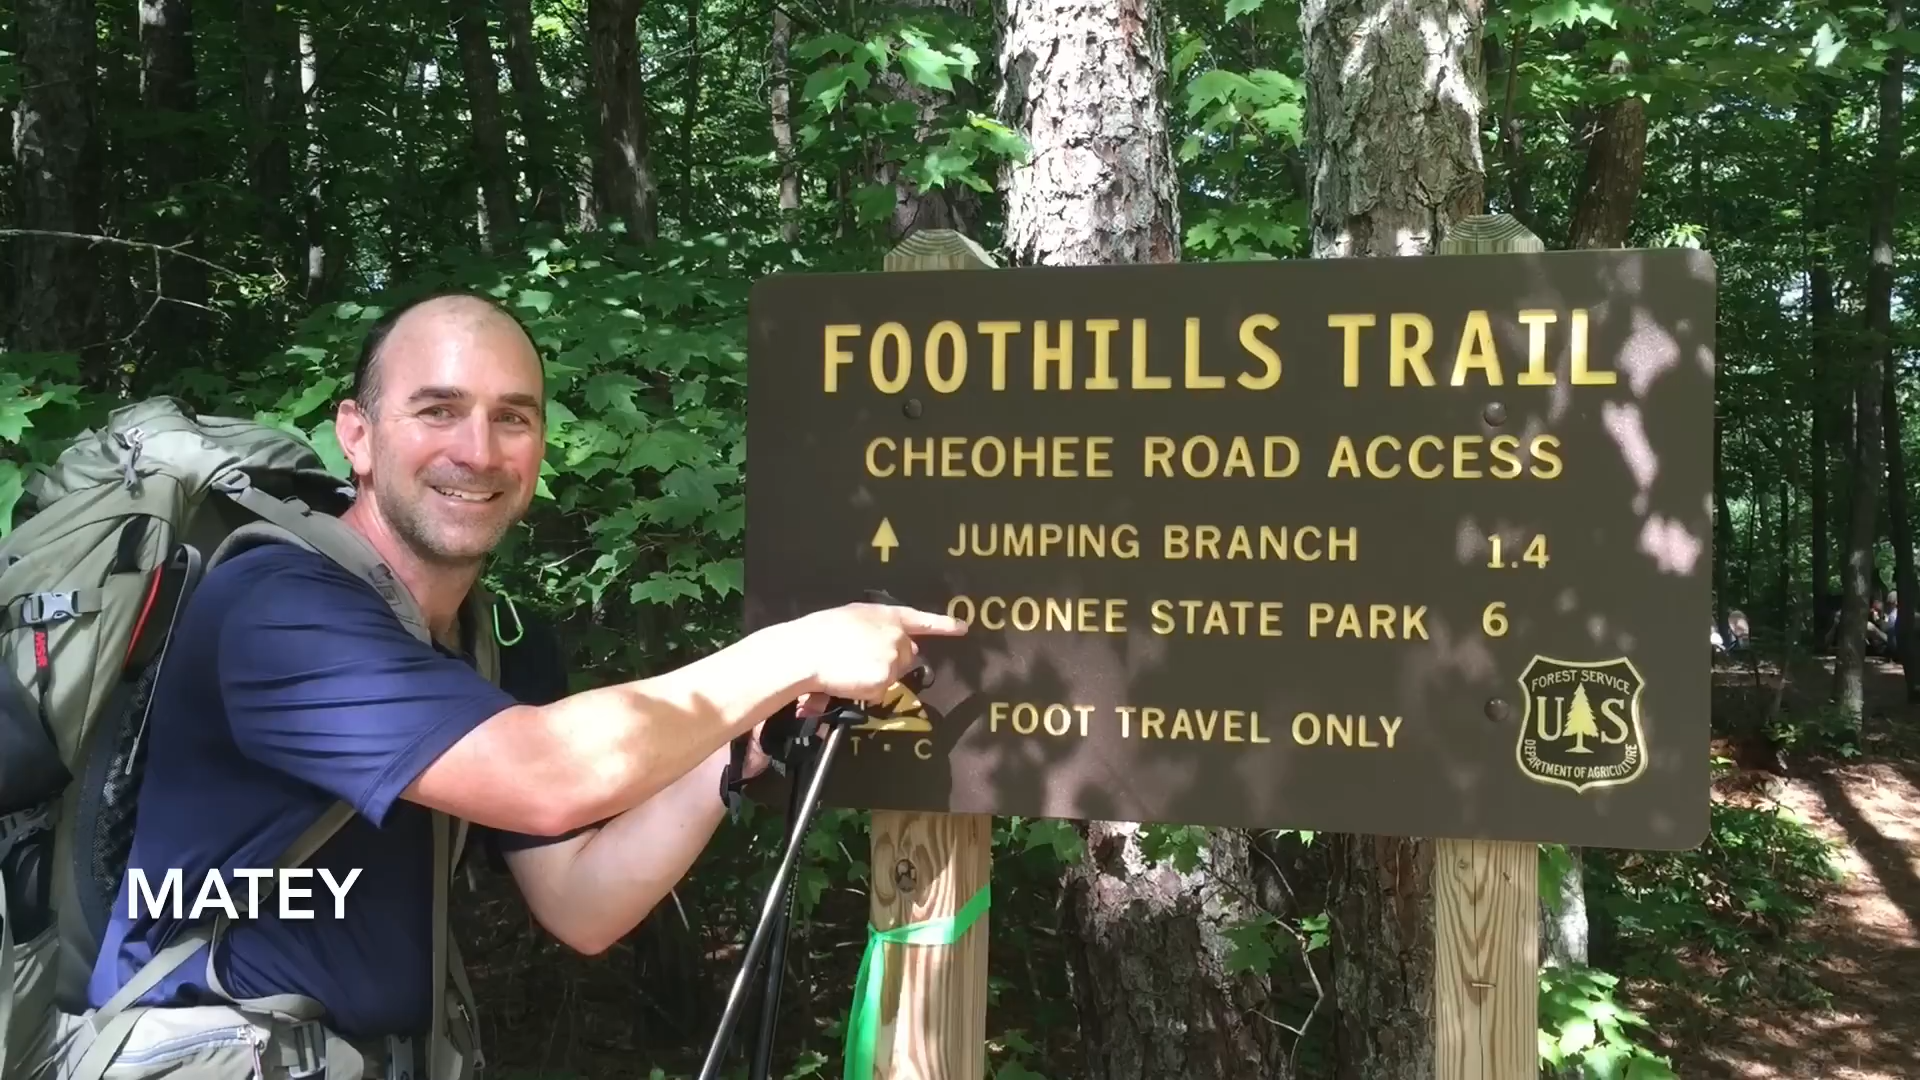 FOOTHILLS TRAIL
CHEOHEE ROAD ACCESS
JUMPING BRANCH 1.4
OCONEE STATE PARK 6
FOOT TRAVEL ONLY
T · C
FOREST SERVICE
U S
DEPARTMENT OF AGRICULTURE
MSR
MATEY